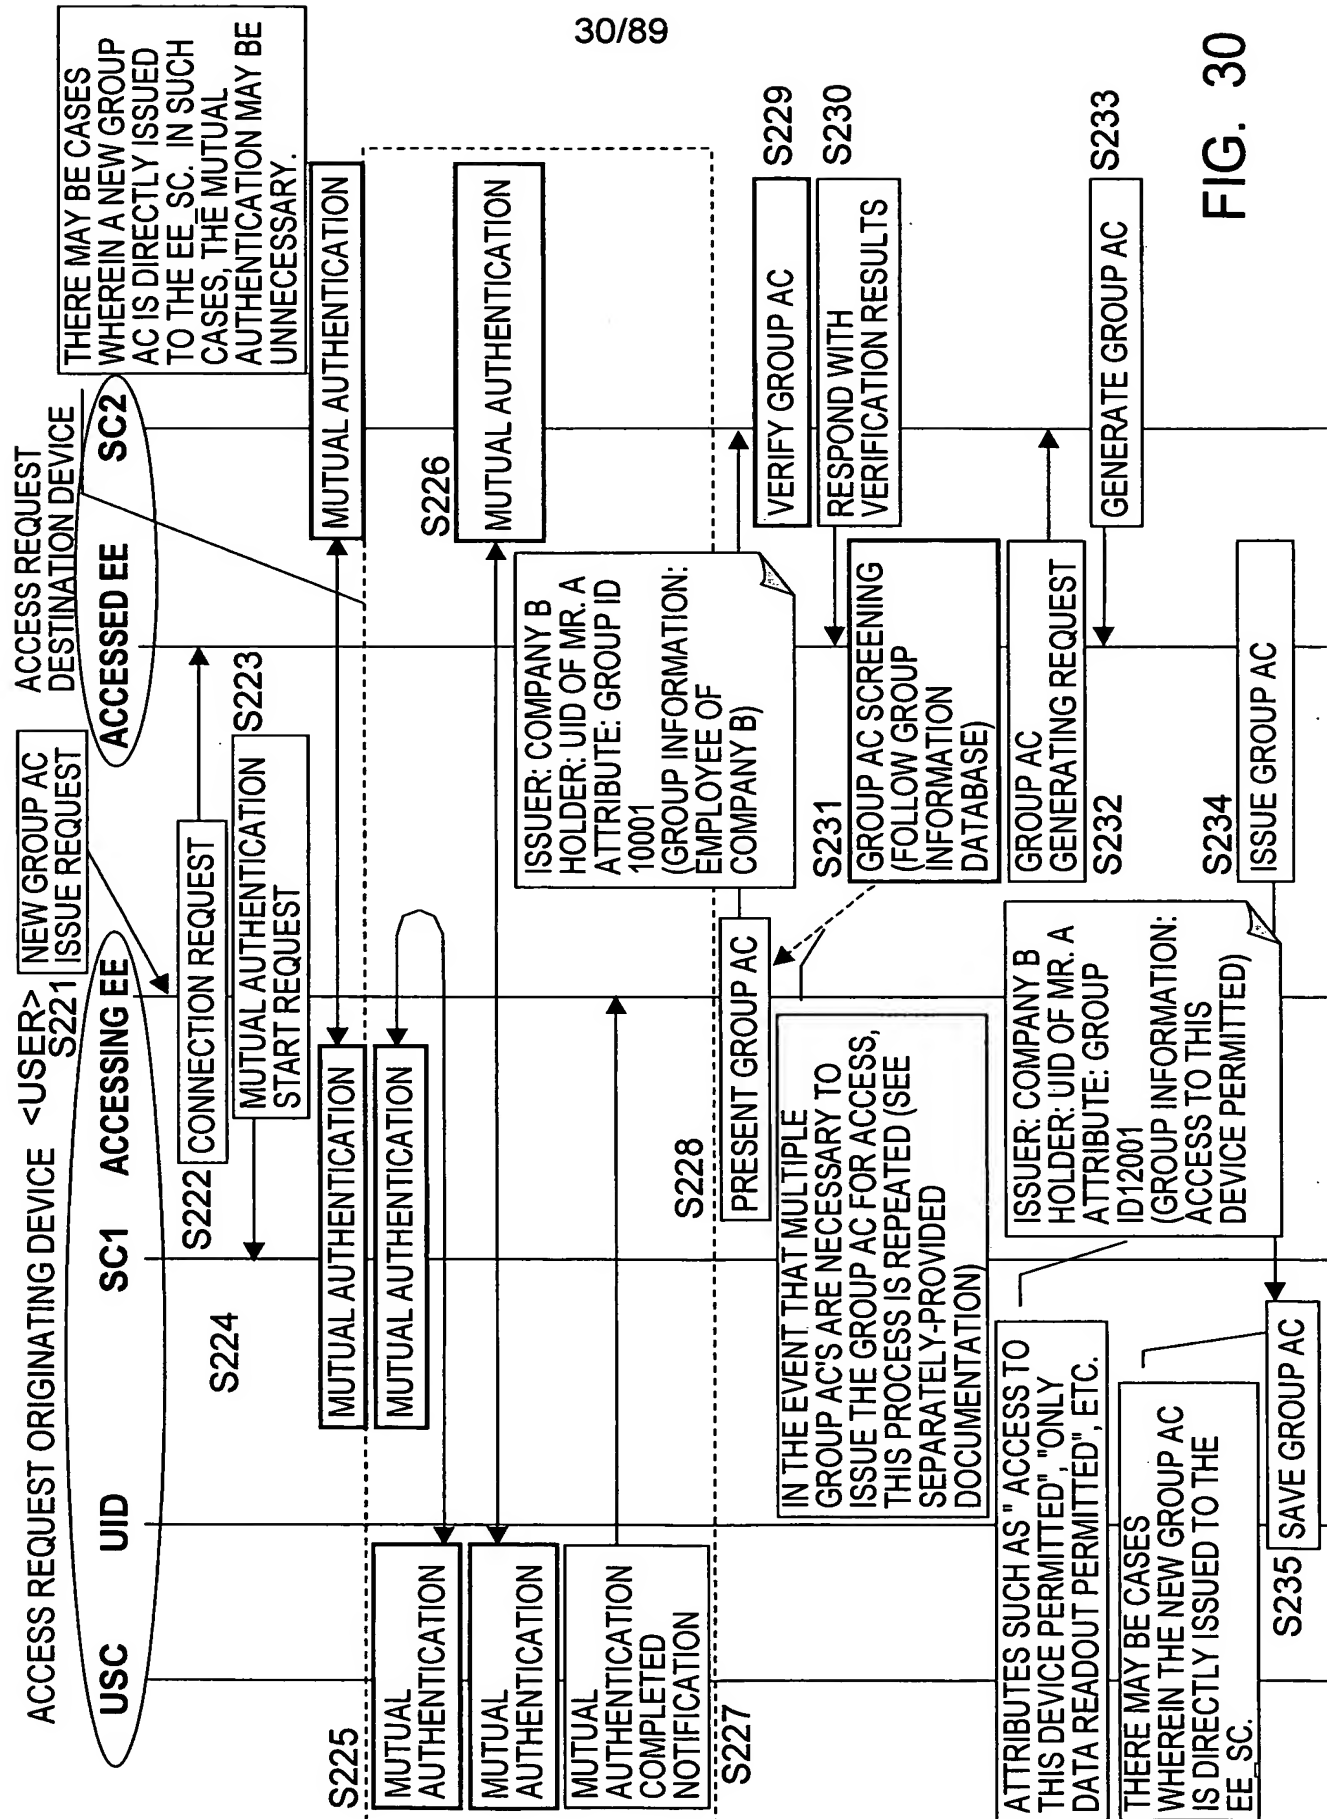 30/89
ACCESS REQUEST ORIGINATING DEVICE
<USER>
USC
UID
SC1
ACCESSING EE
S221
NEW GROUP AC
ISSUE REQUEST
ACCESS REQUEST
DESTINATION DEVICE
ACCESSED EE
SC2
THERE MAY BE CASES
WHEREIN A NEW GROUP
AC IS DIRECTLY ISSUED
TO THE EE_SC. IN SUCH
CASES, THE MUTUAL
AUTHENTICATION MAY BE
UNNECESSARY.
S222
CONNECTION REQUEST
S223
MUTUAL AUTHENTICATION
START REQUEST
S224
MUTUAL AUTHENTICATION
MUTUAL AUTHENTICATION
S225
MUTUAL
AUTHENTICATION
MUTUAL AUTHENTICATION
MUTUAL
AUTHENTICATION
S226
MUTUAL AUTHENTICATION
MUTUAL
AUTHENTICATION
COMPLETED
NOTIFICATION
S227
ISSUER: COMPANY B
HOLDER: UID OF MR. A
ATTRIBUTE: GROUP ID
10001
(GROUP INFORMATION:
EMPLOYEE OF
COMPANY B)
S228
PRESENT GROUP AC
VERIFY GROUP AC
S229
RESPOND WITH
VERIFICATION RESULTS
S230
S231
GROUP AC SCREENING
(FOLLOW GROUP
INFORMATION
DATABASE)
IN THE EVENT THAT MULTIPLE
GROUP AC'S ARE NECESSARY TO
ISSUE THE GROUP AC FOR ACCESS,
THIS PROCESS IS REPEATED (SEE
SEPARATELY-PROVIDED
DOCUMENTATION)
GROUP AC
GENERATING REQUEST
S232
GENERATE GROUP AC
S233
ISSUER: COMPANY B
HOLDER: UID OF MR. A
ATTRIBUTE: GROUP
ID12001
(GROUP INFORMATION:
ACCESS TO THIS
DEVICE PERMITTED)
S234
ISSUE GROUP AC
ATTRIBUTES SUCH AS " ACCESS TO
THIS DEVICE PERMITTED", "ONLY
DATA READOUT PERMITTED", ETC.
THERE MAY BE CASES
WHEREIN THE NEW GROUP AC
IS DIRECTLY ISSUED TO THE
EE_SC.
S235
SAVE GROUP AC
FIG. 30